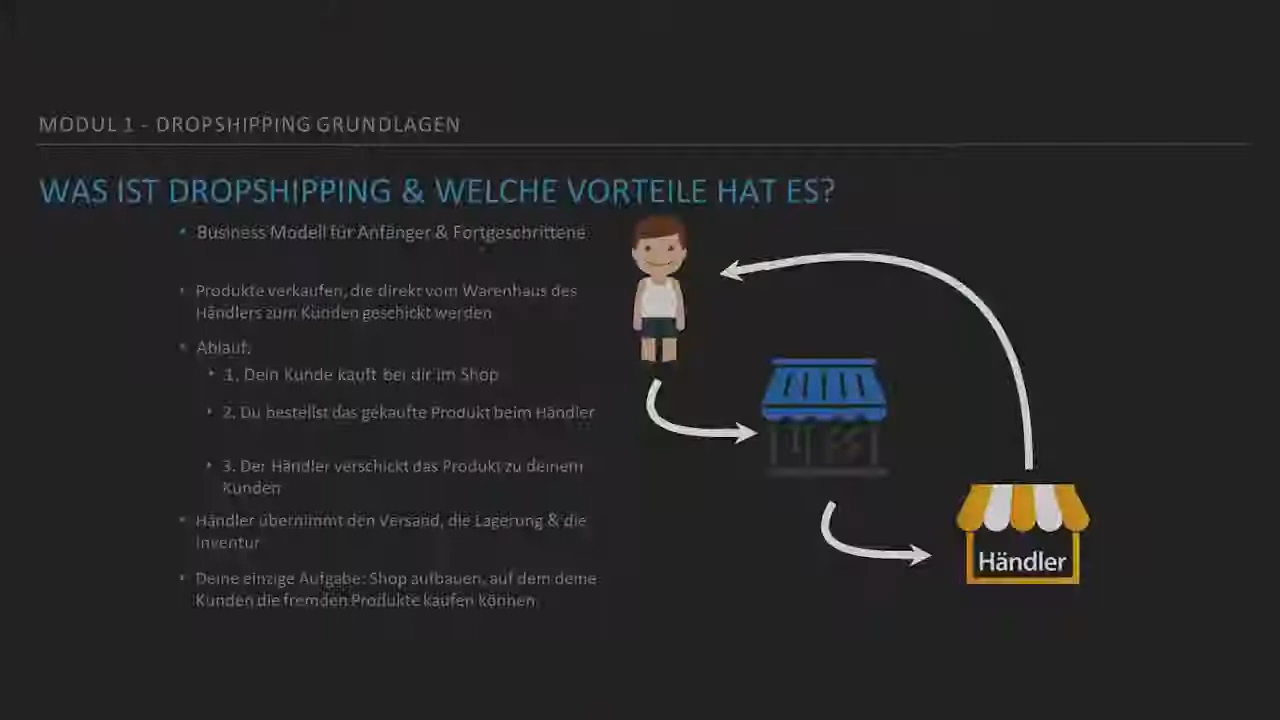 MODUL 1 - DROPSHIPPING GRUNDLAGEN
WAS IST DROPSHIPPING & WELCHE VORTEILE HAT ES?
• Business Modell für Anfänger & Fortgeschrittene
• Produkte verkaufen, die direkt vom Warenhaus des
Händlers zum Kunden geschickt werden
• Ablauf:
• 1. Dein Kunde kauft bei dir im Shop
• 2. Du bestellst das gekaufte Produkt beim Händler
• 3. Der Händler verschickt das Produkt zu deinem
Kunden
• Händler übernimmt den Versand, die Lagerung & die
Inventur
• Deine einzige Aufgabe: Shop aufbauen, auf dem deine
Kunden die fremden Produkte kaufen können
Händler